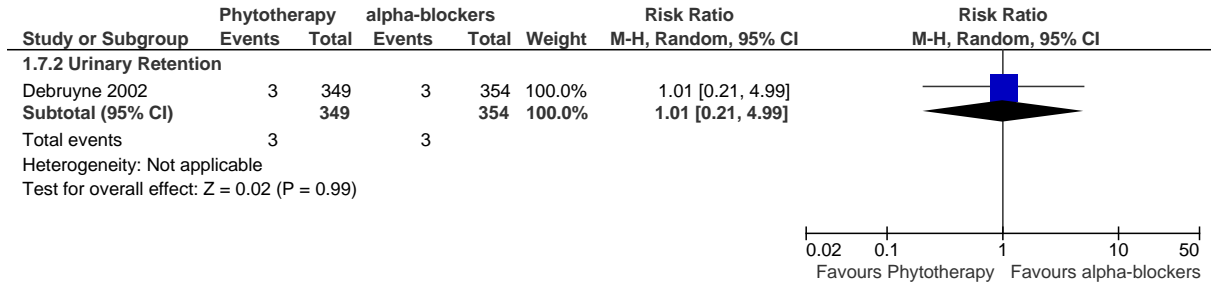 Phytotherapy alpha-blockers Risk Ratio Risk Ratio
Study or Subgroup Events Total Events Total Weight M-H, Random, 95% CI M-H, Random, 95% CI
1.7.2 Urinary Retention
Debruyne 2002 3 349 3 354 100.0% 1.01 [0.21, 4.99]
Subtotal (95% CI) 349 354 100.0% 1.01 [0.21, 4.99]
Total events 3 3
Heterogeneity: Not applicable
Test for overall effect: Z = 0.02 (P = 0.99)
0.02 0.1 1 10 50
Favours Phytotherapy Favours alpha-blockers